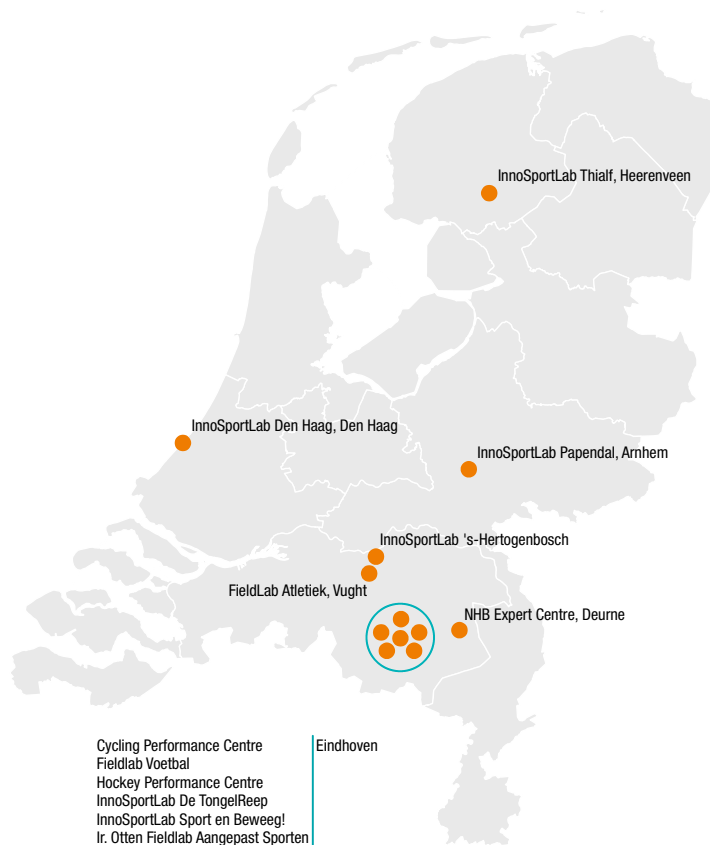 InnoSportLab Thialf, Heerenveen
InnoSportLab Den Haag, Den Haag
InnoSportLab Papendal, Arnhem
InnoSportLab 's-Hertogenbosch
FieldLab Atletiek, Vught
NHB Expert Centre, Deurne
Cycling Performance Centre
Eindhoven
Fieldlab Voetbal
Hockey Performance Centre
InnoSportLab De TongelReep
InnoSportLab Sport en Beweeg!
Ir. Otten Fieldlab Aangepast Sporten